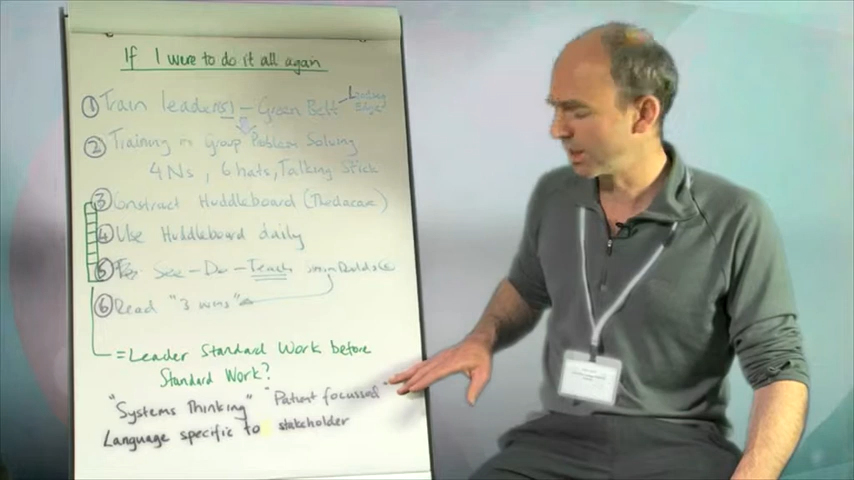 If I were to do it all again
① Train leader(s) - Green Belt
② Training in Group Problem Solving
4 Ns, 6 hats, Talking Stick
③ Construct Huddleboard (Thedacare)
④ Use Huddleboard daily
⑤ See - Do - Teach
⑥ Read "3 wins"
= Leader Standard Work before
Standard Work?
"Systems Thinking" "Patient focussed"
Language specific to stakeholder